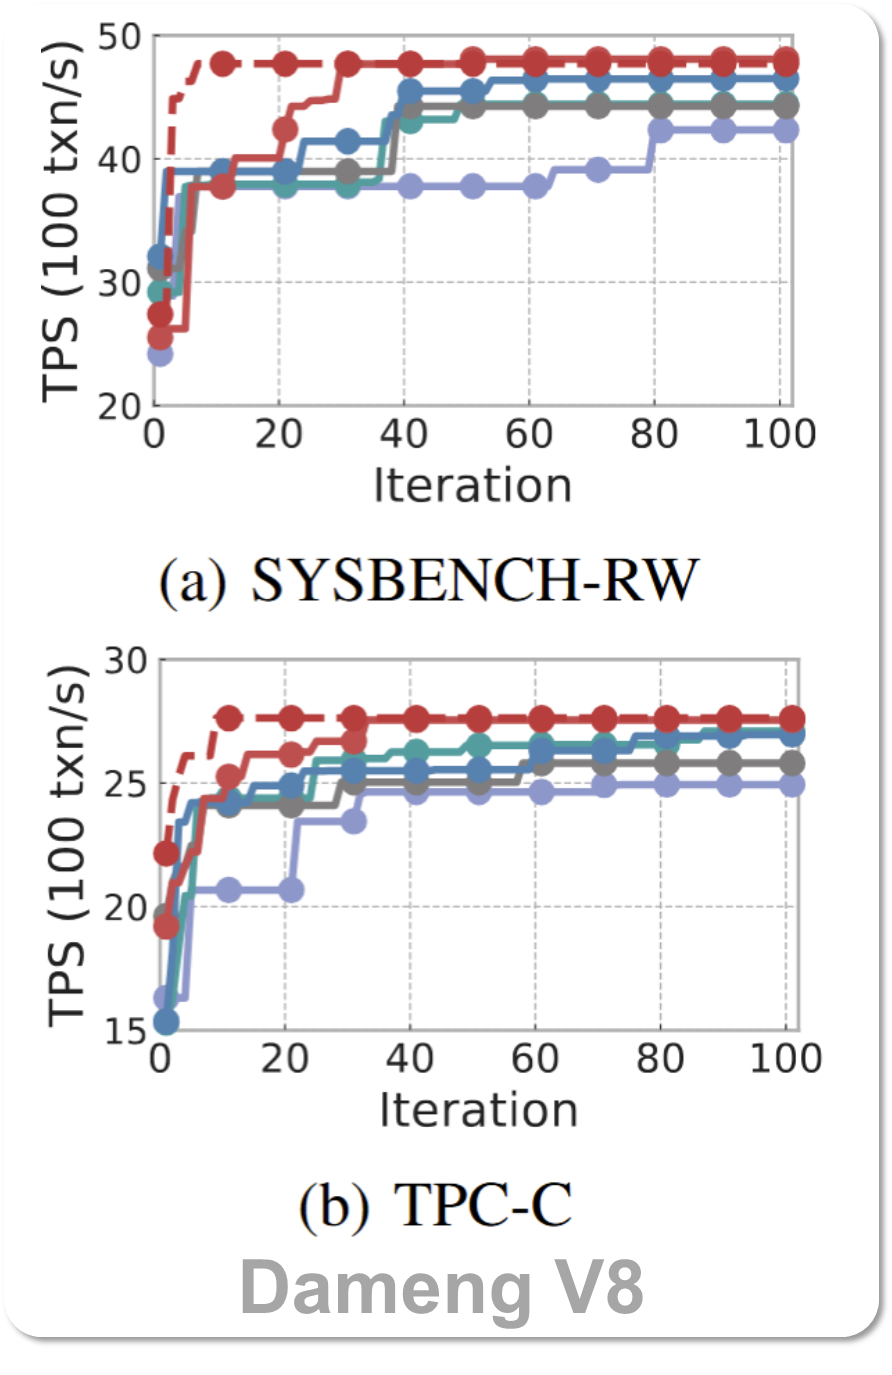 50
40
30
20
TPS (100 txn/s)
0 20 40 60 80 100
Iteration
(a) SYSBENCH-RW
30
25
20
15
TPS (100 txn/s)
0 20 40 60 80 100
Iteration
(b) TPC-C
Dameng V8